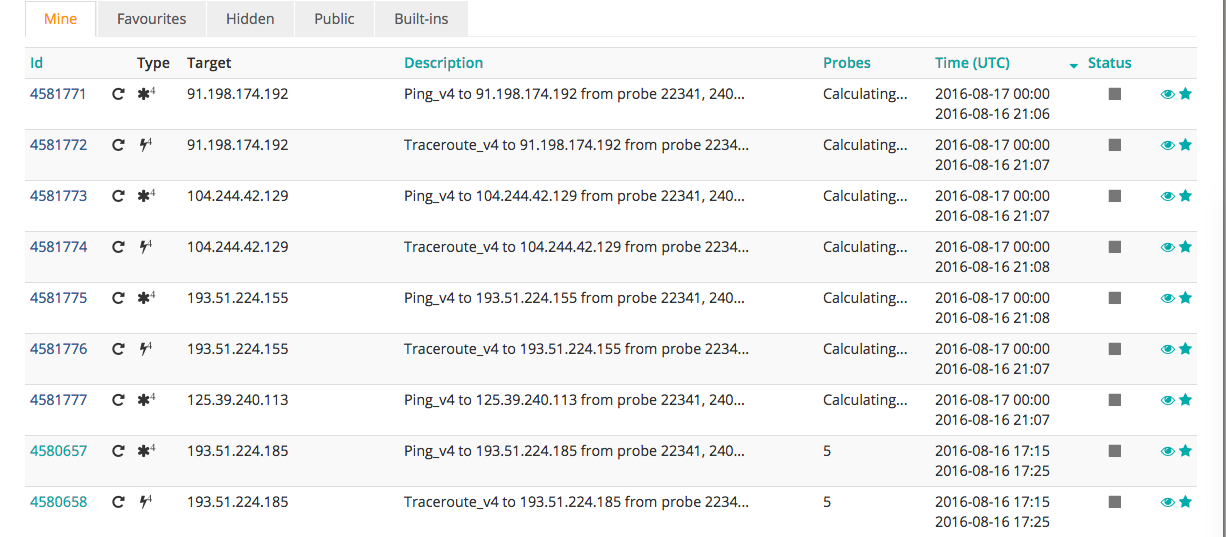 Mine Favourites Hidden Public Built-ins
Id Type Target Description Probes Time (UTC) Status
4581771 4 91.198.174.192 Ping_v4 to 91.198.174.192 from probe 22341, 240... Calculating... 2016-08-17 00:00
2016-08-16 21:06
4581772 4 91.198.174.192 Traceroute_v4 to 91.198.174.192 from probe 2234... Calculating... 2016-08-17 00:00
2016-08-16 21:07
4581773 4 104.244.42.129 Ping_v4 to 104.244.42.129 from probe 22341, 240... Calculating... 2016-08-17 00:00
2016-08-16 21:07
4581774 4 104.244.42.129 Traceroute_v4 to 104.244.42.129 from probe 2234... Calculating... 2016-08-17 00:00
2016-08-16 21:08
4581775 4 193.51.224.155 Ping_v4 to 193.51.224.155 from probe 22341, 240... Calculating... 2016-08-17 00:00
2016-08-16 21:08
4581776 4 193.51.224.155 Traceroute_v4 to 193.51.224.155 from probe 2234... Calculating... 2016-08-17 00:00
2016-08-16 21:07
4581777 4 125.39.240.113 Ping_v4 to 125.39.240.113 from probe 22341, 240... Calculating... 2016-08-17 00:00
2016-08-16 21:07
4580657 4 193.51.224.185 Ping_v4 to 193.51.224.185 from probe 22341, 240... 5 2016-08-16 17:15
2016-08-16 17:25
4580658 4 193.51.224.185 Traceroute_v4 to 193.51.224.185 from probe 2234... 5 2016-08-16 17:15
2016-08-16 17:25